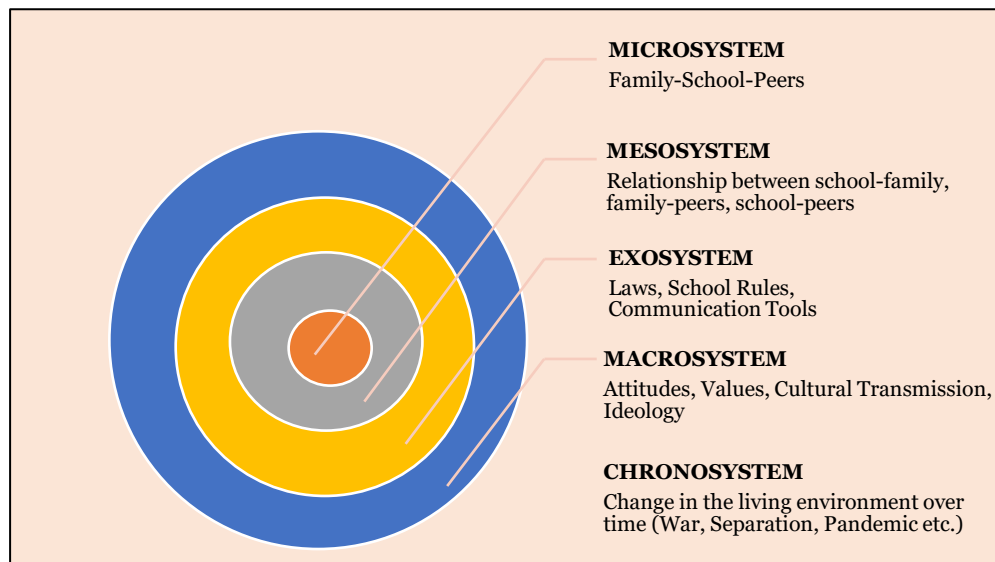 MICROSYSTEM
Family-School-Peers
MESOSYSTEM
Relationship between school-family,
family-peers, school-peers
EXOSYSTEM
Laws, School Rules,
Communication Tools
MACROSYSTEM
Attitudes, Values, Cultural Transmission,
Ideology
CHRONOSYSTEM
Change in the living environment over
time (War, Separation, Pandemic etc.)